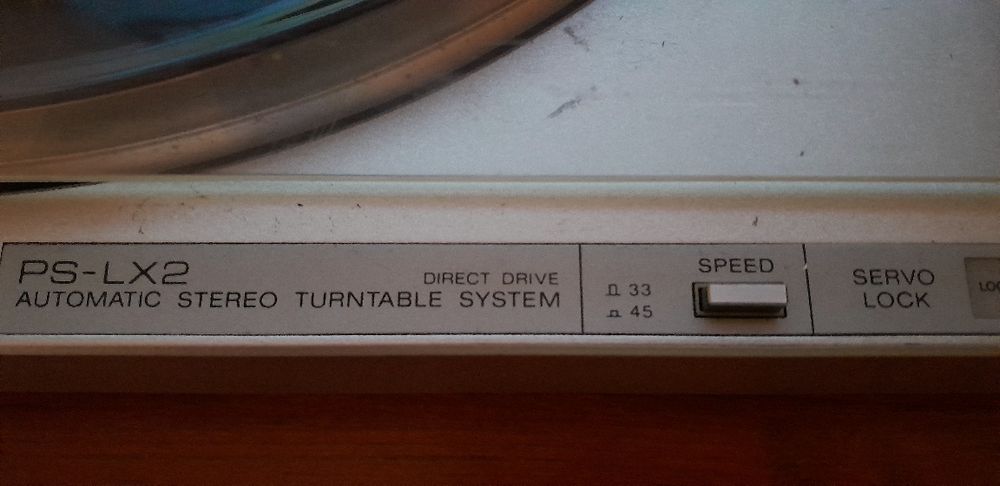 PS-LX2
DIRECT DRIVE
AUTOMATIC STEREO TURNTABLE SYSTEM
SPEED
33
45
SERVO
LOCK